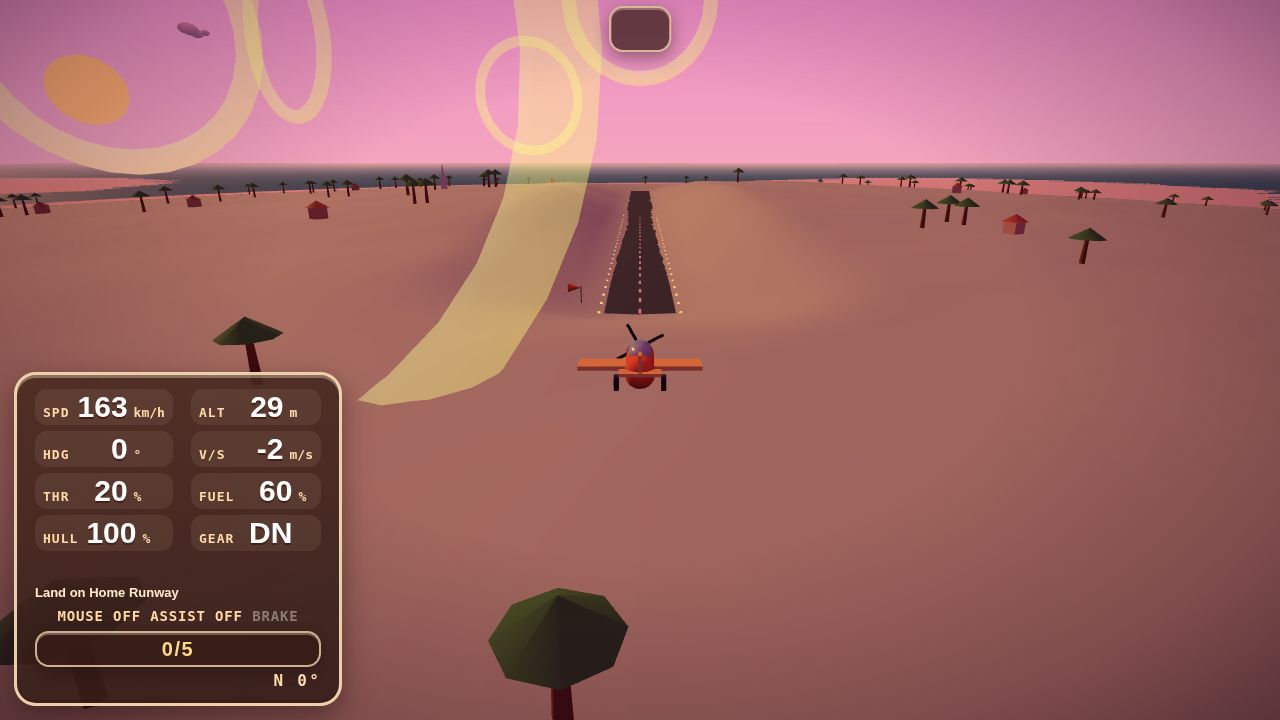 SPD 163 km/h ALT 29 m
HDG 0 ° V/S -2 m/s
THR 20 % FUEL 60 %
HULL 100 % GEAR DN
Land on Home Runway
MOUSE OFF ASSIST OFF BRAKE
0/5
N 0°